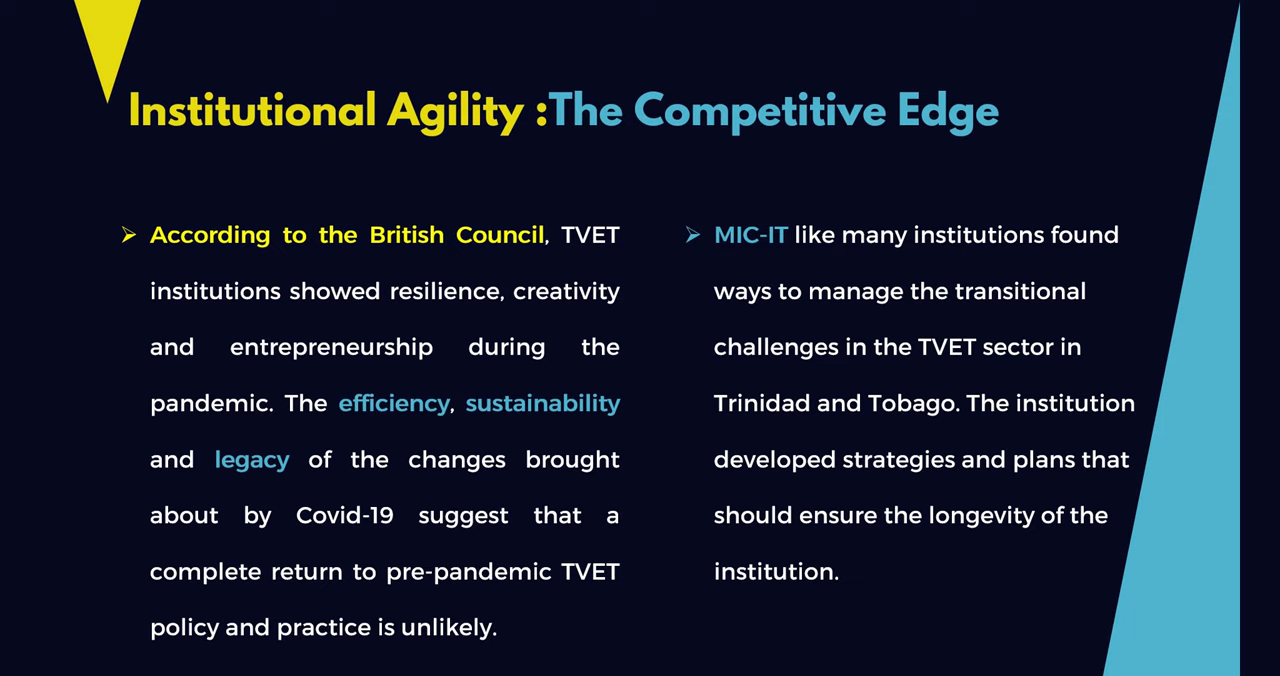 Institutional Agility :The Competitive Edge
According to the British Council, TVET
institutions showed resilience, creativity
and entrepreneurship during the
pandemic. The efficiency, sustainability
and legacy of the changes brought
about by Covid-19 suggest that a
complete return to pre-pandemic TVET
policy and practice is unlikely.
MIC-IT like many institutions found
ways to manage the transitional
challenges in the TVET sector in
Trinidad and Tobago. The institution
developed strategies and plans that
should ensure the longevity of the
institution.